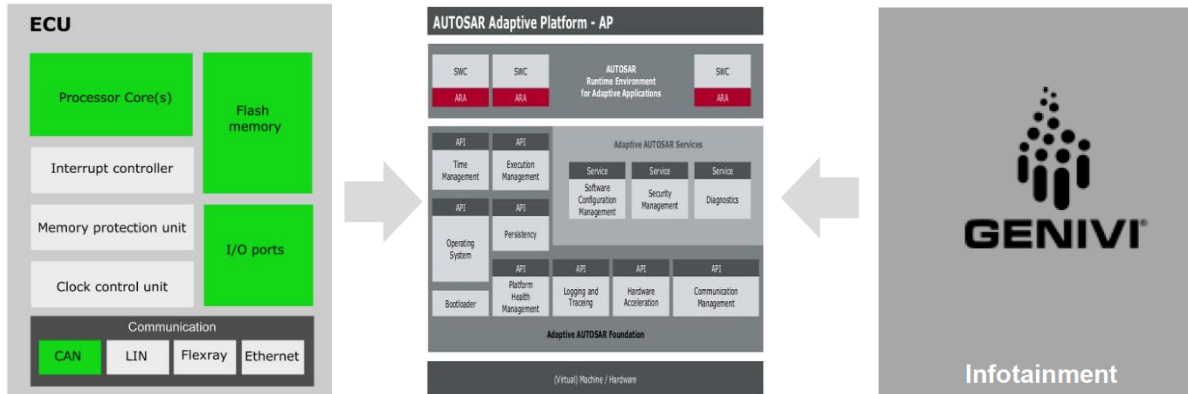 ECU
Processor Core(s)
Flash
memory
Interrupt controller
Memory protection unit
I/O ports
Clock control unit
Communication
CAN
LIN
Flexray
Ethernet
AUTOSAR Adaptive Platform - AP
SWC
ARA
SWC
ARA
AUTOSAR
Runtime Environment
for Adaptive Applications
SWC
ARA
API
Time
Management
API
Execution
Management
Adaptive AUTOSAR Services
Service
Software
Configuration
Management
Service
Security
Management
Service
Diagnostics
API
Operating
System
API
Persistency
Bootloader
API
Platform
Health
Management
API
Logging and
Traceing
API
Hardware
Acceleration
API
Communication
Management
Adaptive AUTOSAR Foundation
(Virtual) Machine / Hardware
GENIVI®
Infotainment